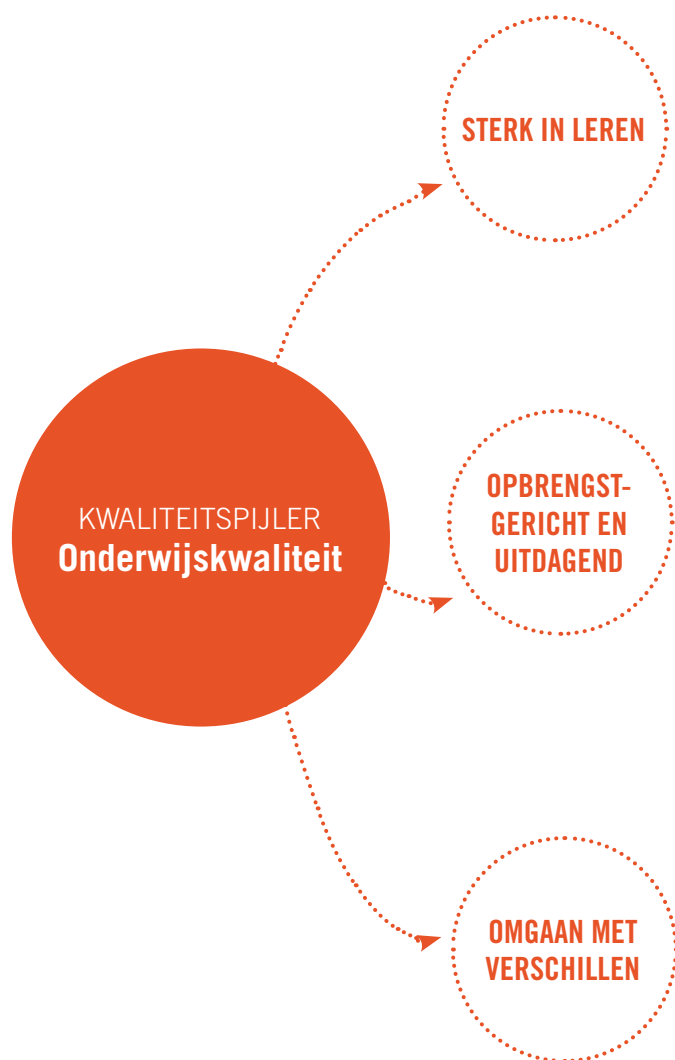 STERK IN LEREN
KWALITEITSPIJLER
Onderwijskwaliteit
OPBRENGST-
GERICHT EN
UITDAGEND
OMGAAN MET
VERSCHILLEN